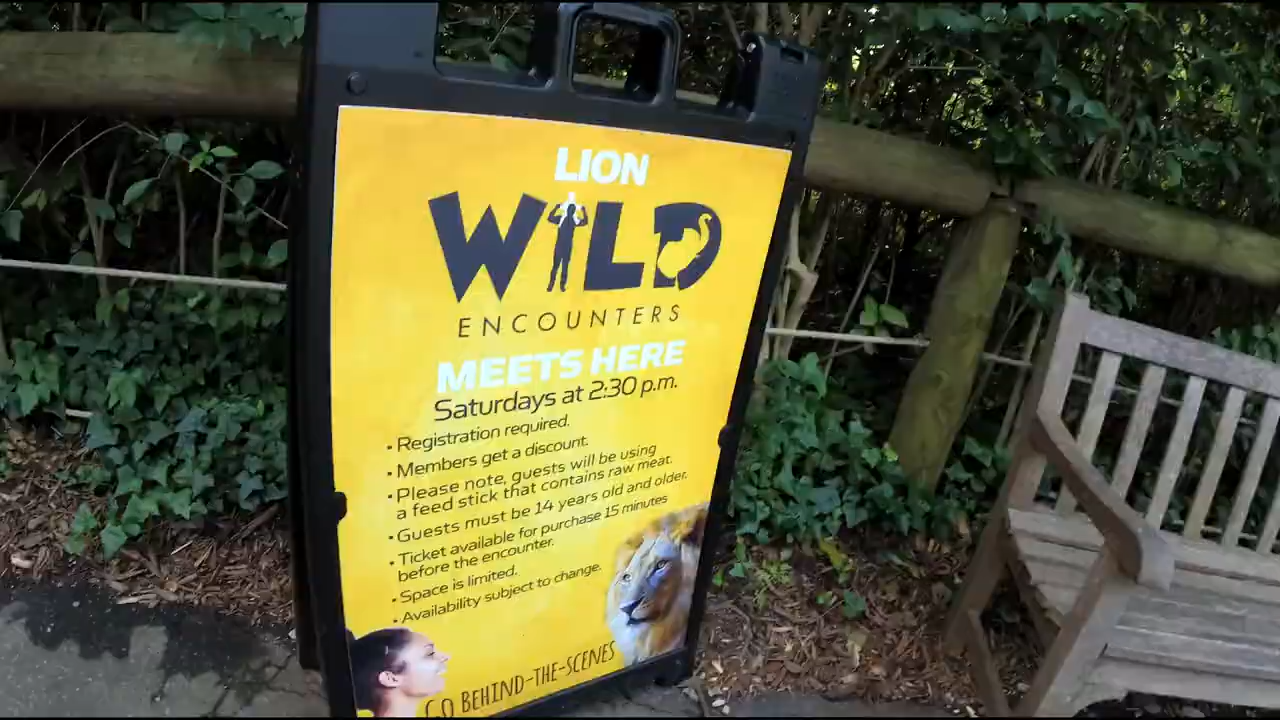 LION
WILD
ENCOUNTERS
MEETS HERE
Saturdays at 2:30 p.m.
• Registration required.
• Members get a discount.
• Please note, guests will be using
a feed stick that contains raw meat.
• Guests must be 14 years old and older.
• Ticket available for purchase 15 minutes
before the encounter.
• Space is limited.
• Availability subject to change.
GO BEHIND-THE-SCENES